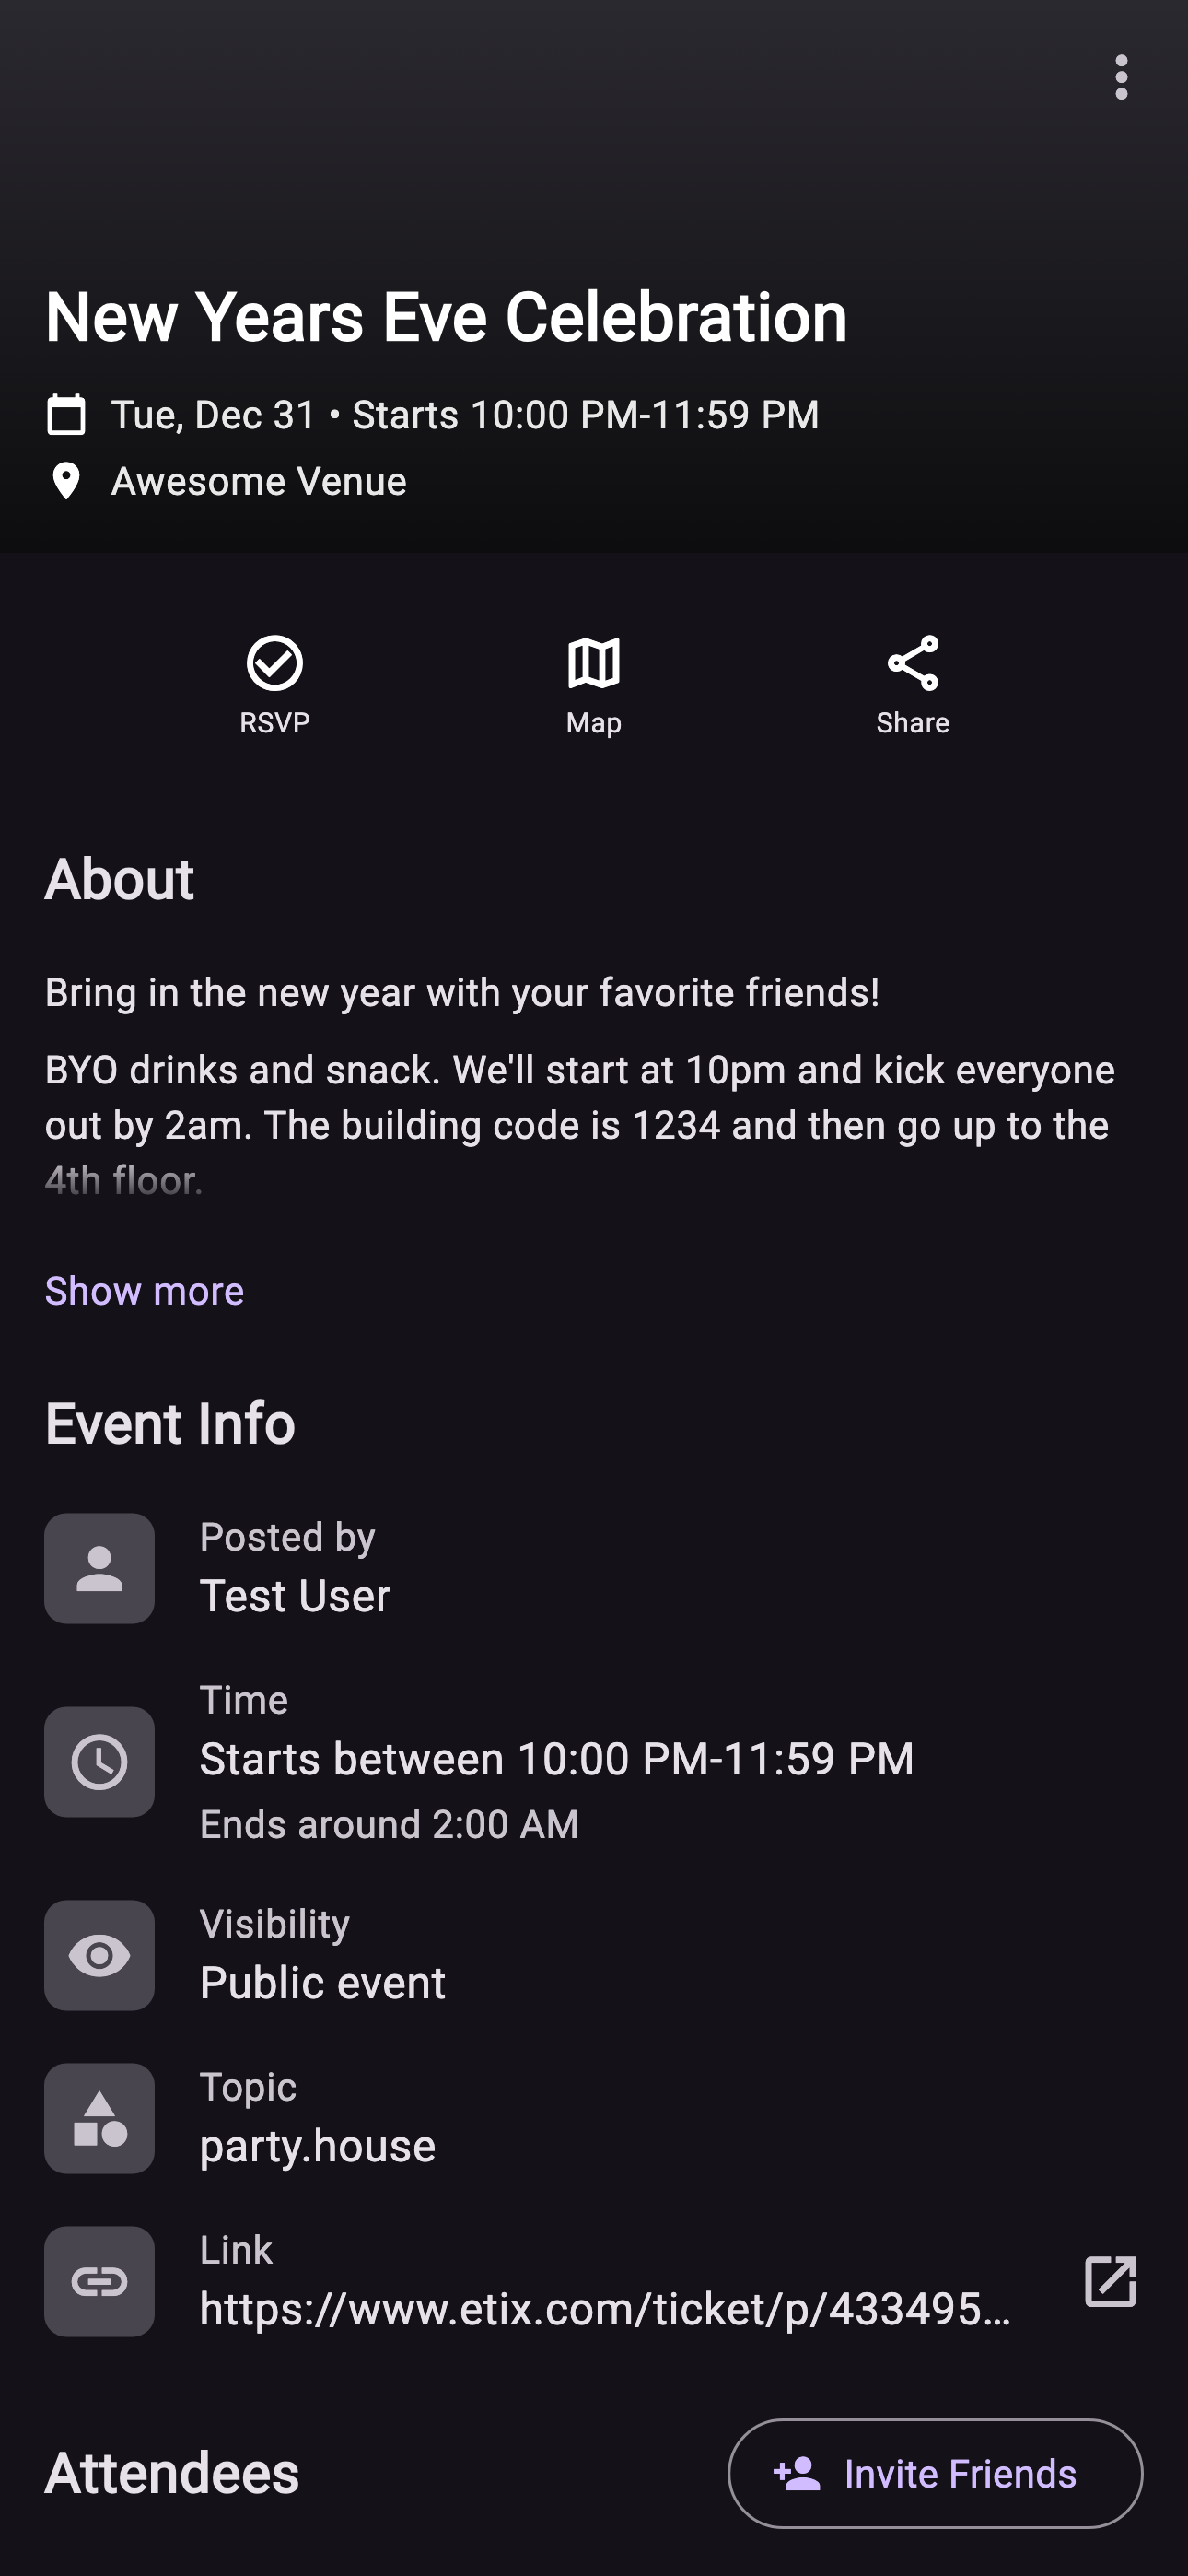 New Years Eve Celebration
Tue, Dec 31 • Starts 10:00 PM-11:59 PM
Awesome Venue
RSVP
Map
Share
About
Bring in the new year with your favorite friends!
BYO drinks and snack. We'll start at 10pm and kick everyone
out by 2am. The building code is 1234 and then go up to the
4th floor.
Show more
Event Info
Posted by
Test User
Time
Starts between 10:00 PM-11:59 PM
Ends around 2:00 AM
Visibility
Public event
Topic
party.house
Link
https://www.etix.com/ticket/p/433495...
Attendees
Invite Friends